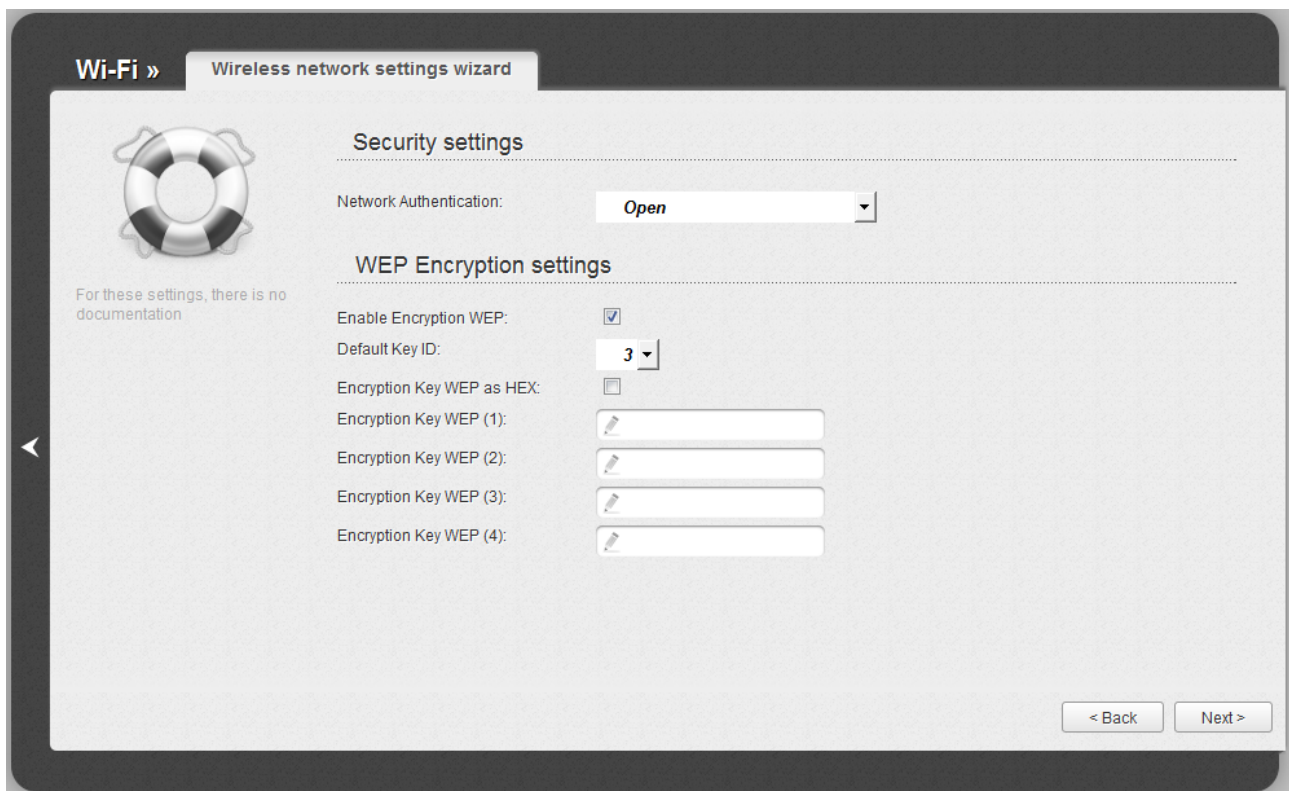 Wi-Fi »
Wireless network settings wizard
For these settings, there is no
documentation
Security settings
Network Authentication:
Open
WEP Encryption settings
Enable Encryption WEP:
Default Key ID:
3
Encryption Key WEP as HEX:
Encryption Key WEP (1):
Encryption Key WEP (2):
Encryption Key WEP (3):
Encryption Key WEP (4):
< Back
Next >